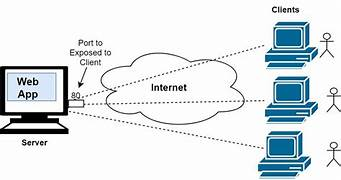 Clients
Port to
Exposed to
Client
Web
App
80
Internet
Server